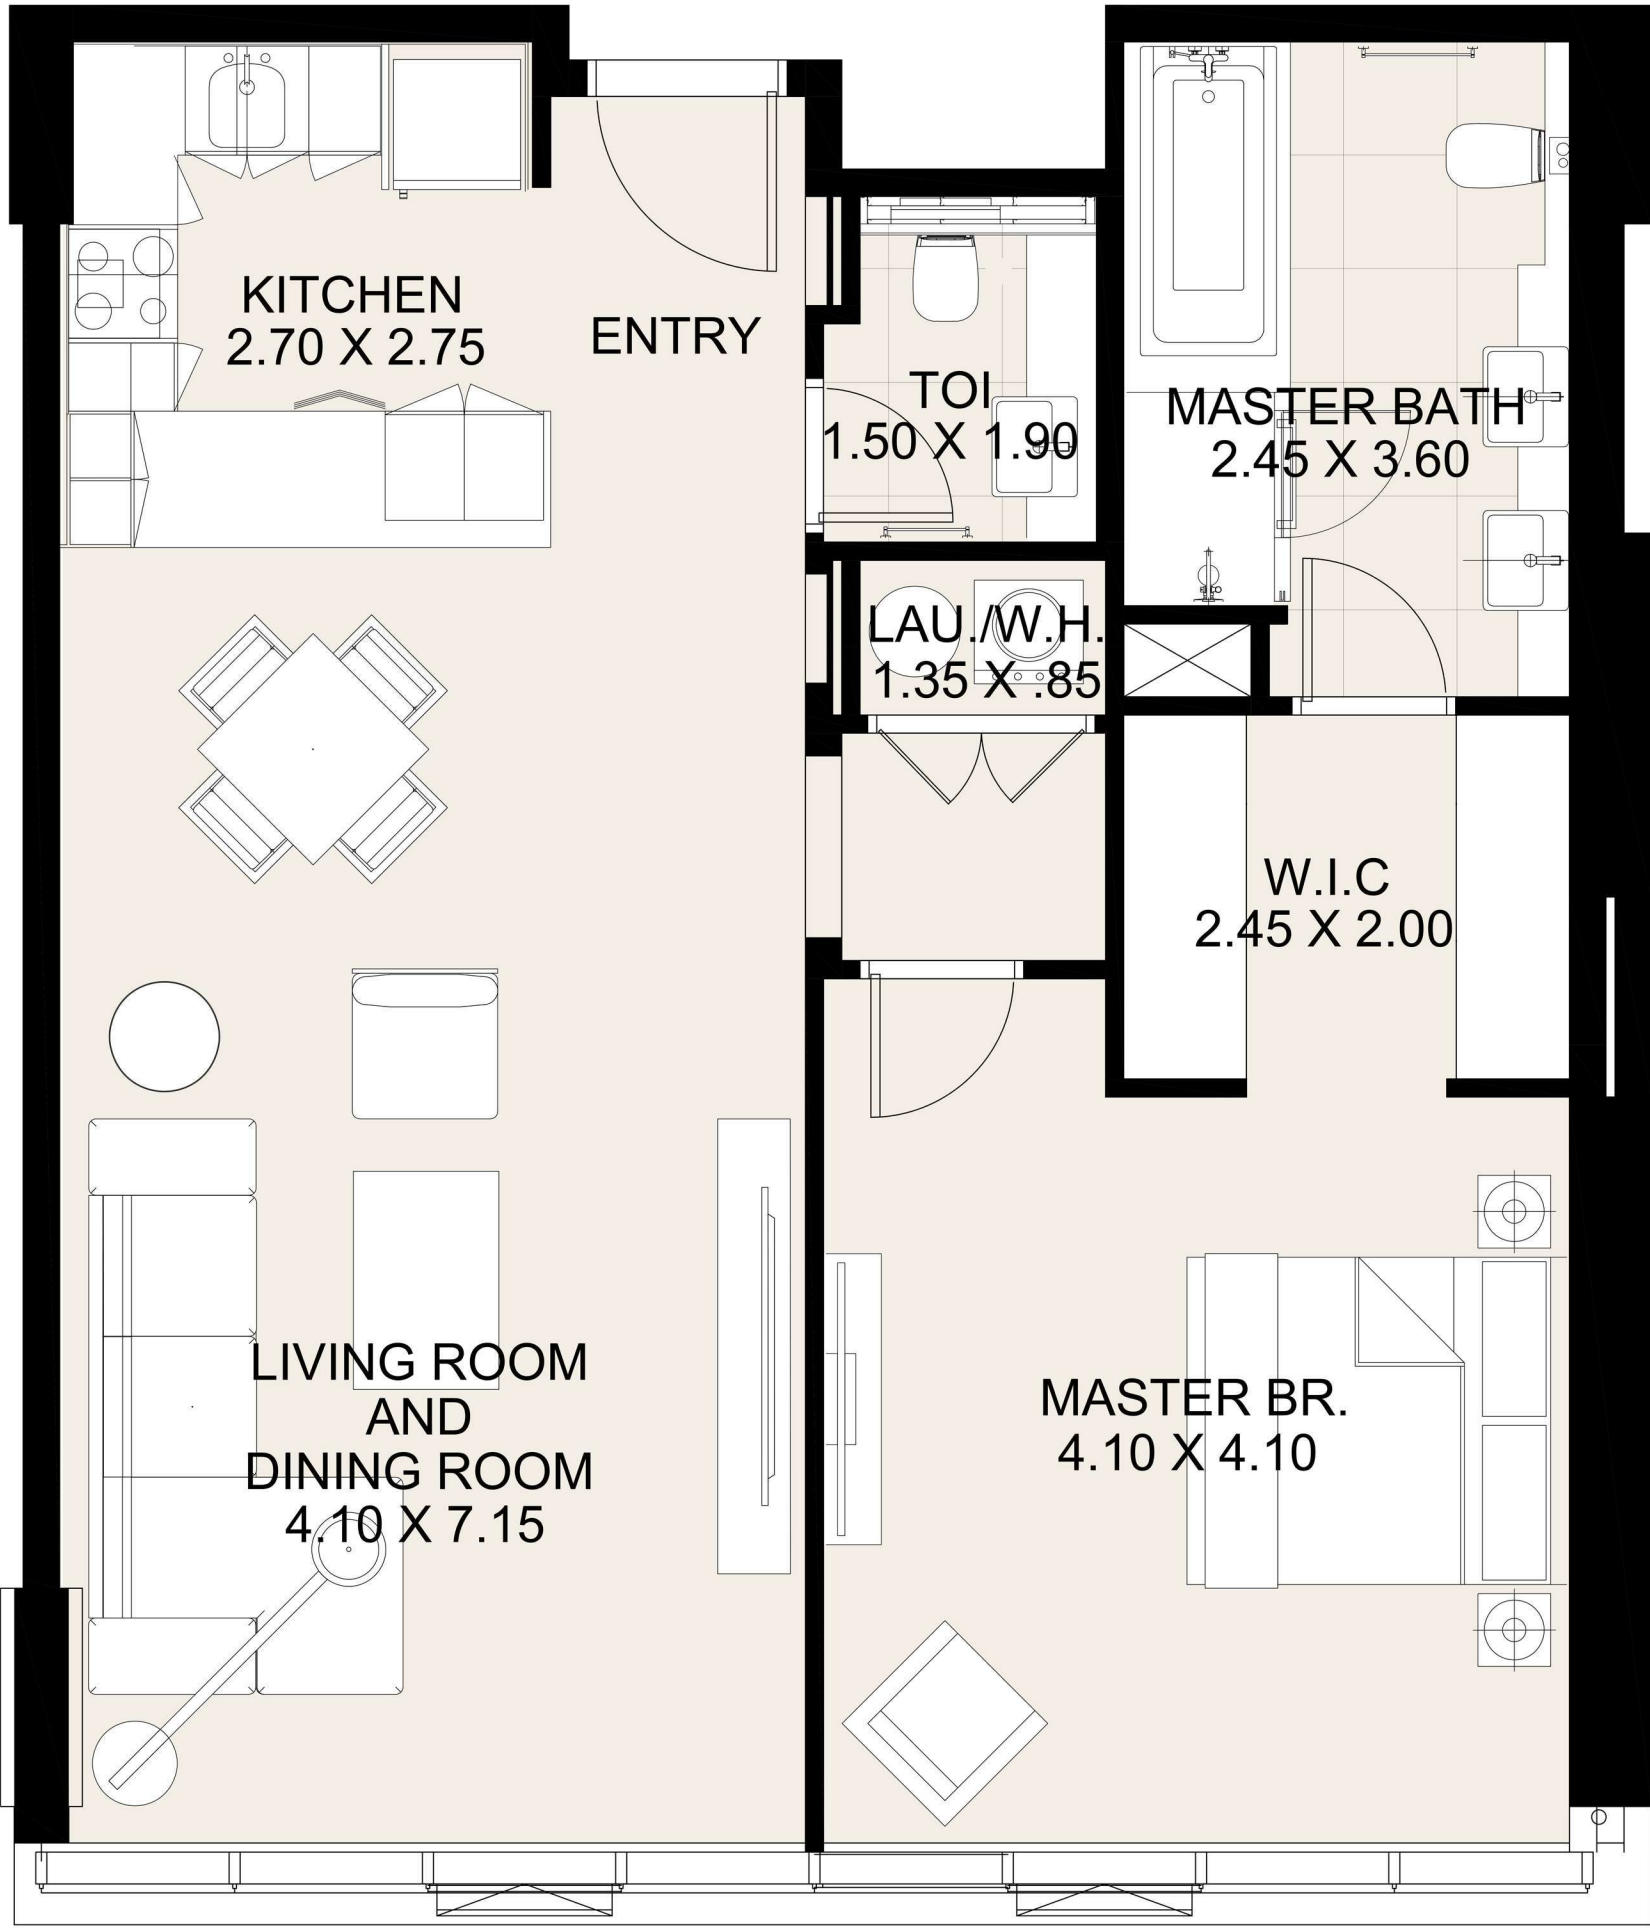 KITCHEN
2.70 X 2.75
ENTRY
TOI
1.50 X 1.90
MASTER BATH
2.45 X 3.60
LAU./W.H.
1.35 X .85
W.I.C
2.45 X 2.00
LIVING ROOM
AND
DINING ROOM
4.10 X 7.15
MASTER BR.
4.10 X 4.10